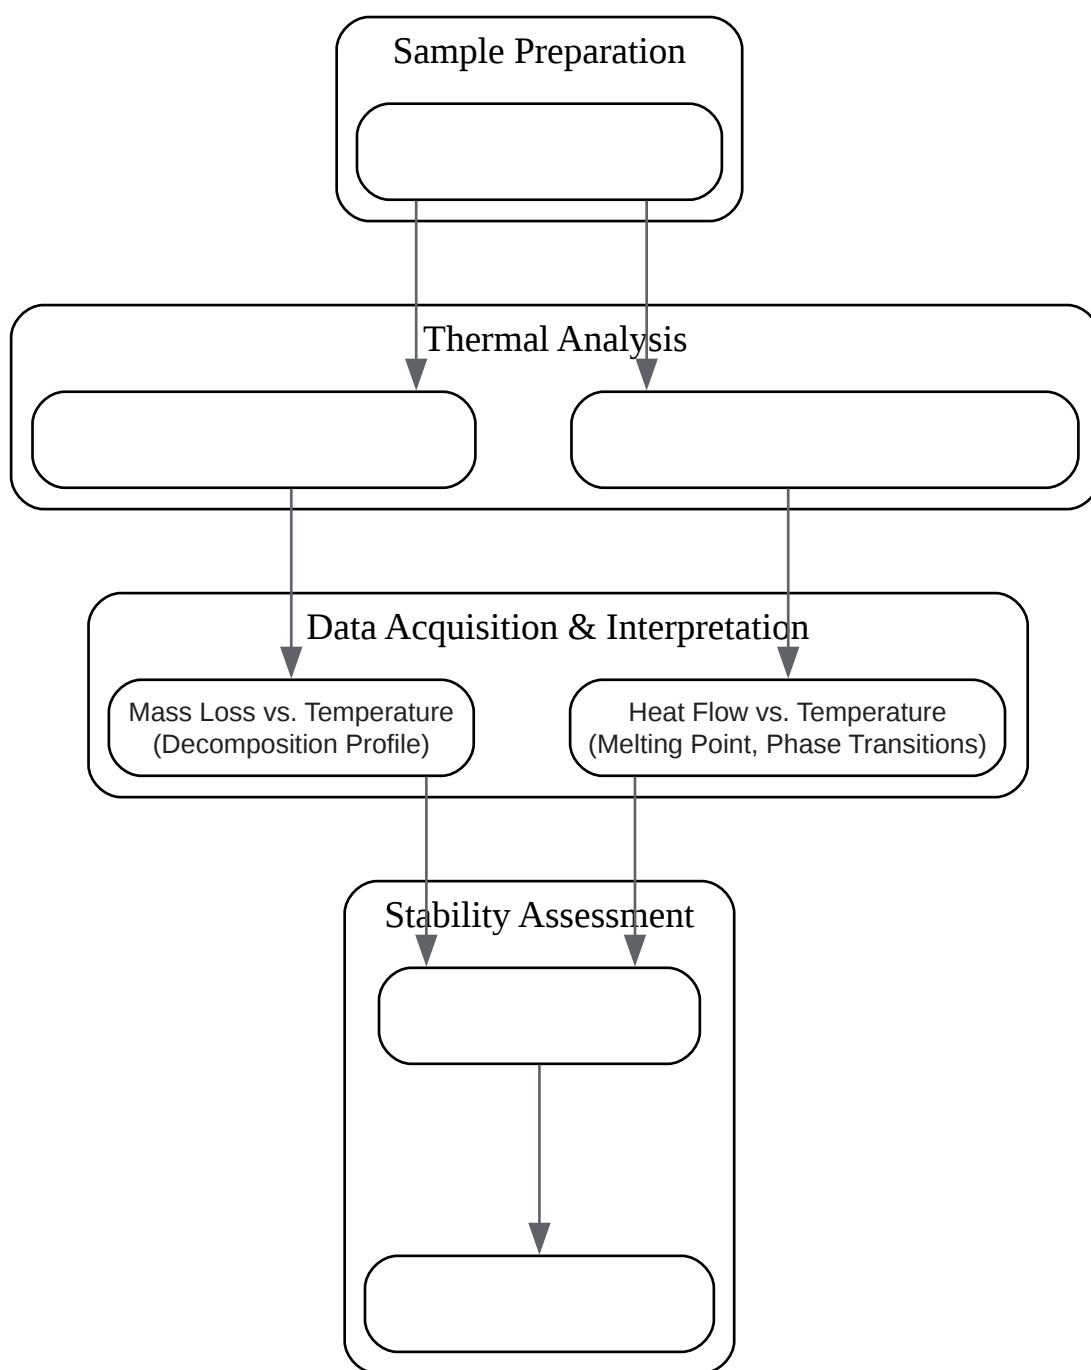 Sample Preparation
Thermal Analysis
Data Acquisition & Interpretation
Mass Loss vs. Temperature
(Decomposition Profile)
Heat Flow vs. Temperature
(Melting Point, Phase Transitions)
Stability Assessment